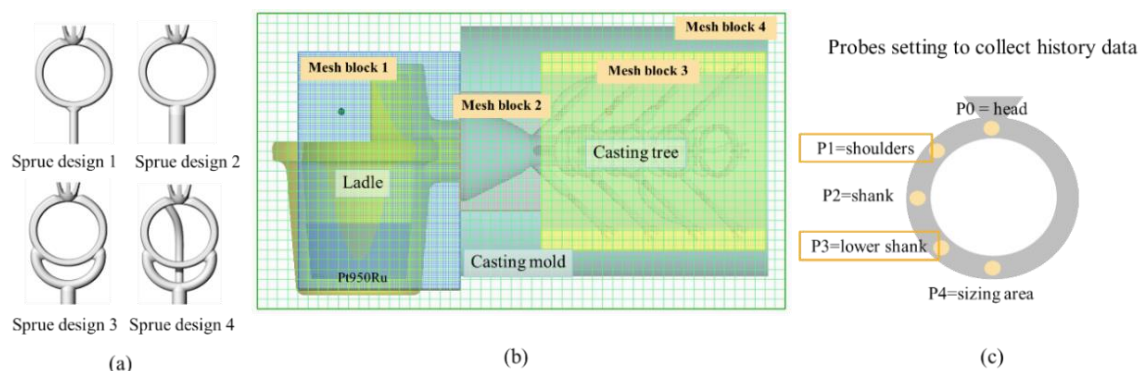 Sprue design 1
Sprue design 2
Sprue design 3
Sprue design 4
(a)
Mesh block 4
Mesh block 1
Mesh block 3
Mesh block 2
Casting tree
Ladle
Casting mold
Pt950Ru
(b)
Probes setting to collect history data
P0 = head
P1=shoulders
P2=shank
P3=lower shank
P4=sizing area
(c)